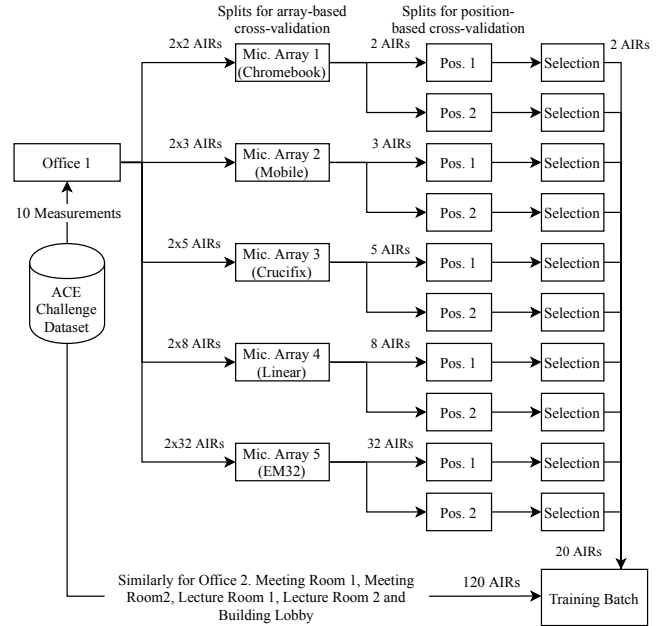 Splits for array-based
cross-validation
Splits for position-
based cross-validation
2x2 AIRs
Mic. Array 1
(Chromebook)
2 AIRs
Pos. 1
Selection
2 AIRs
Pos. 2
Selection
Office 1
2x3 AIRs
Mic. Array 2
(Mobile)
3 AIRs
Pos. 1
Selection
Pos. 2
Selection
10 Measurements
ACE
Challenge
Dataset
2x5 AIRs
Mic. Array 3
(Crucifix)
5 AIRs
Pos. 1
Selection
Pos. 2
Selection
2x8 AIRs
Mic. Array 4
(Linear)
8 AIRs
Pos. 1
Selection
Pos. 2
Selection
2x32 AIRs
Mic. Array 5
(EM32)
32 AIRs
Pos. 1
Selection
Pos. 2
Selection
20 AIRs
Similarly for Office 2. Meeting Room 1, Meeting
Room2, Lecture Room 1, Lecture Room 2 and
Building Lobby
120 AIRs
Training Batch